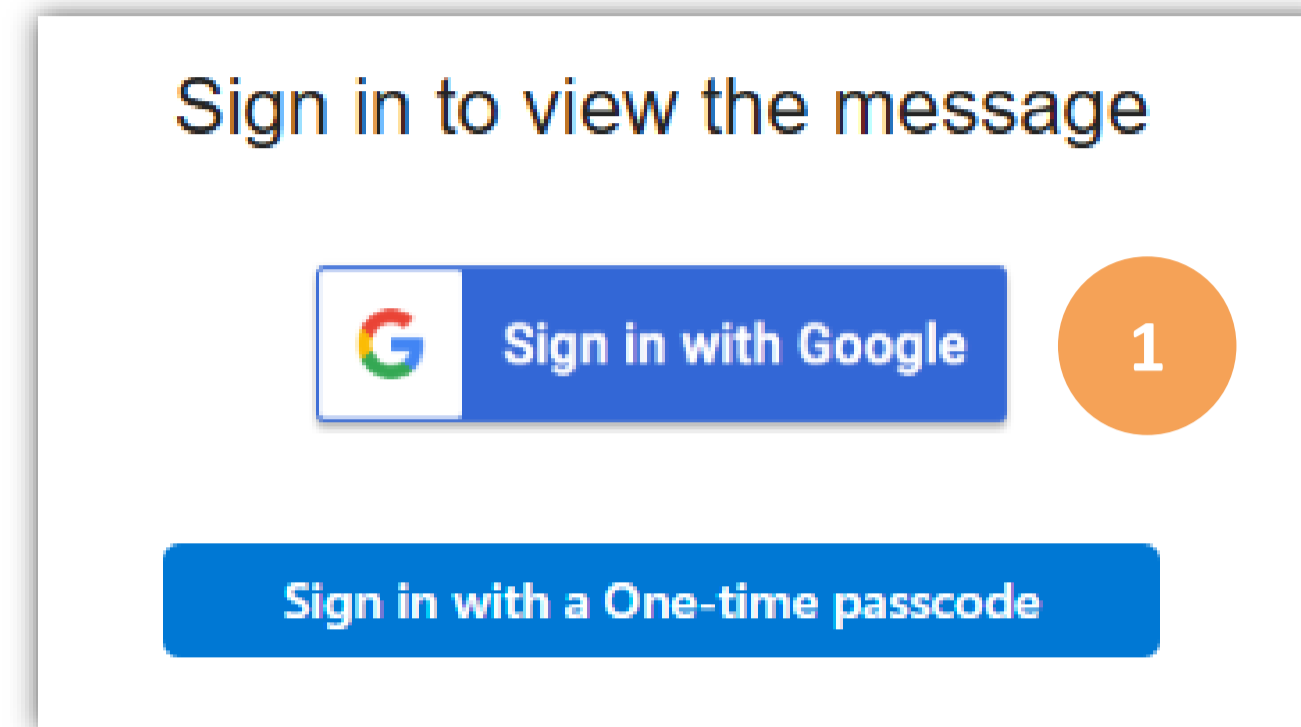 Sign in to view the message
Sign in with Google
1
Sign in with a One-time passcode